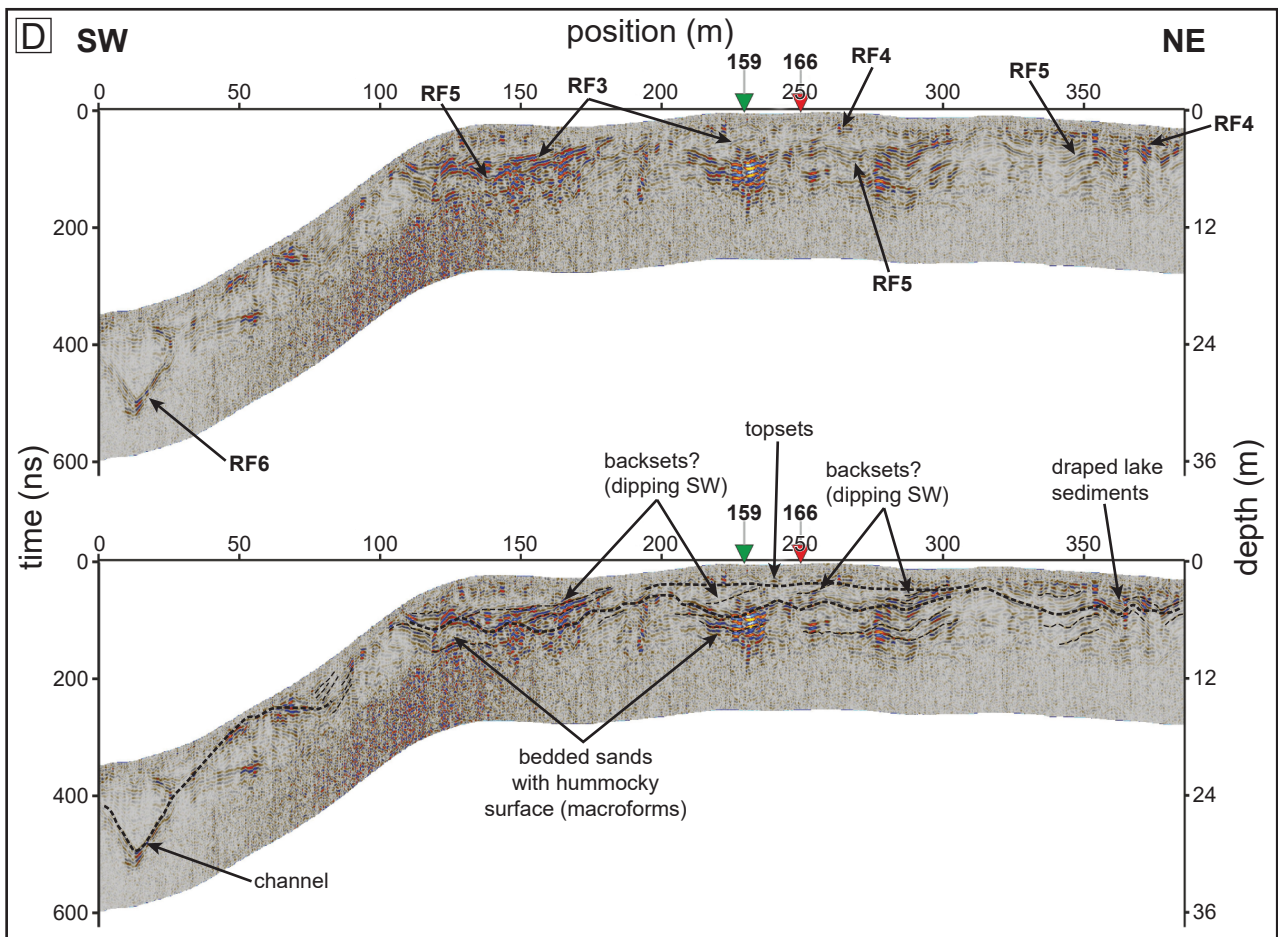 D SW position (m) NE
159 166 RF4
RF5 RF3 RF5
0 50 100 150 200 250 300 350
RF4
0 0
200 12
RF5
400 24
RF6
600 36
time (ns) depth (m)
topsets
backsets?
(dipping SW)
backsets?
(dipping SW)
draped lake
sediments
159 166
0 50 100 150 200 250 300 350
0 0
200 12
bedded sands
with hummocky
surface (macroforms)
400 24
channel
600 36